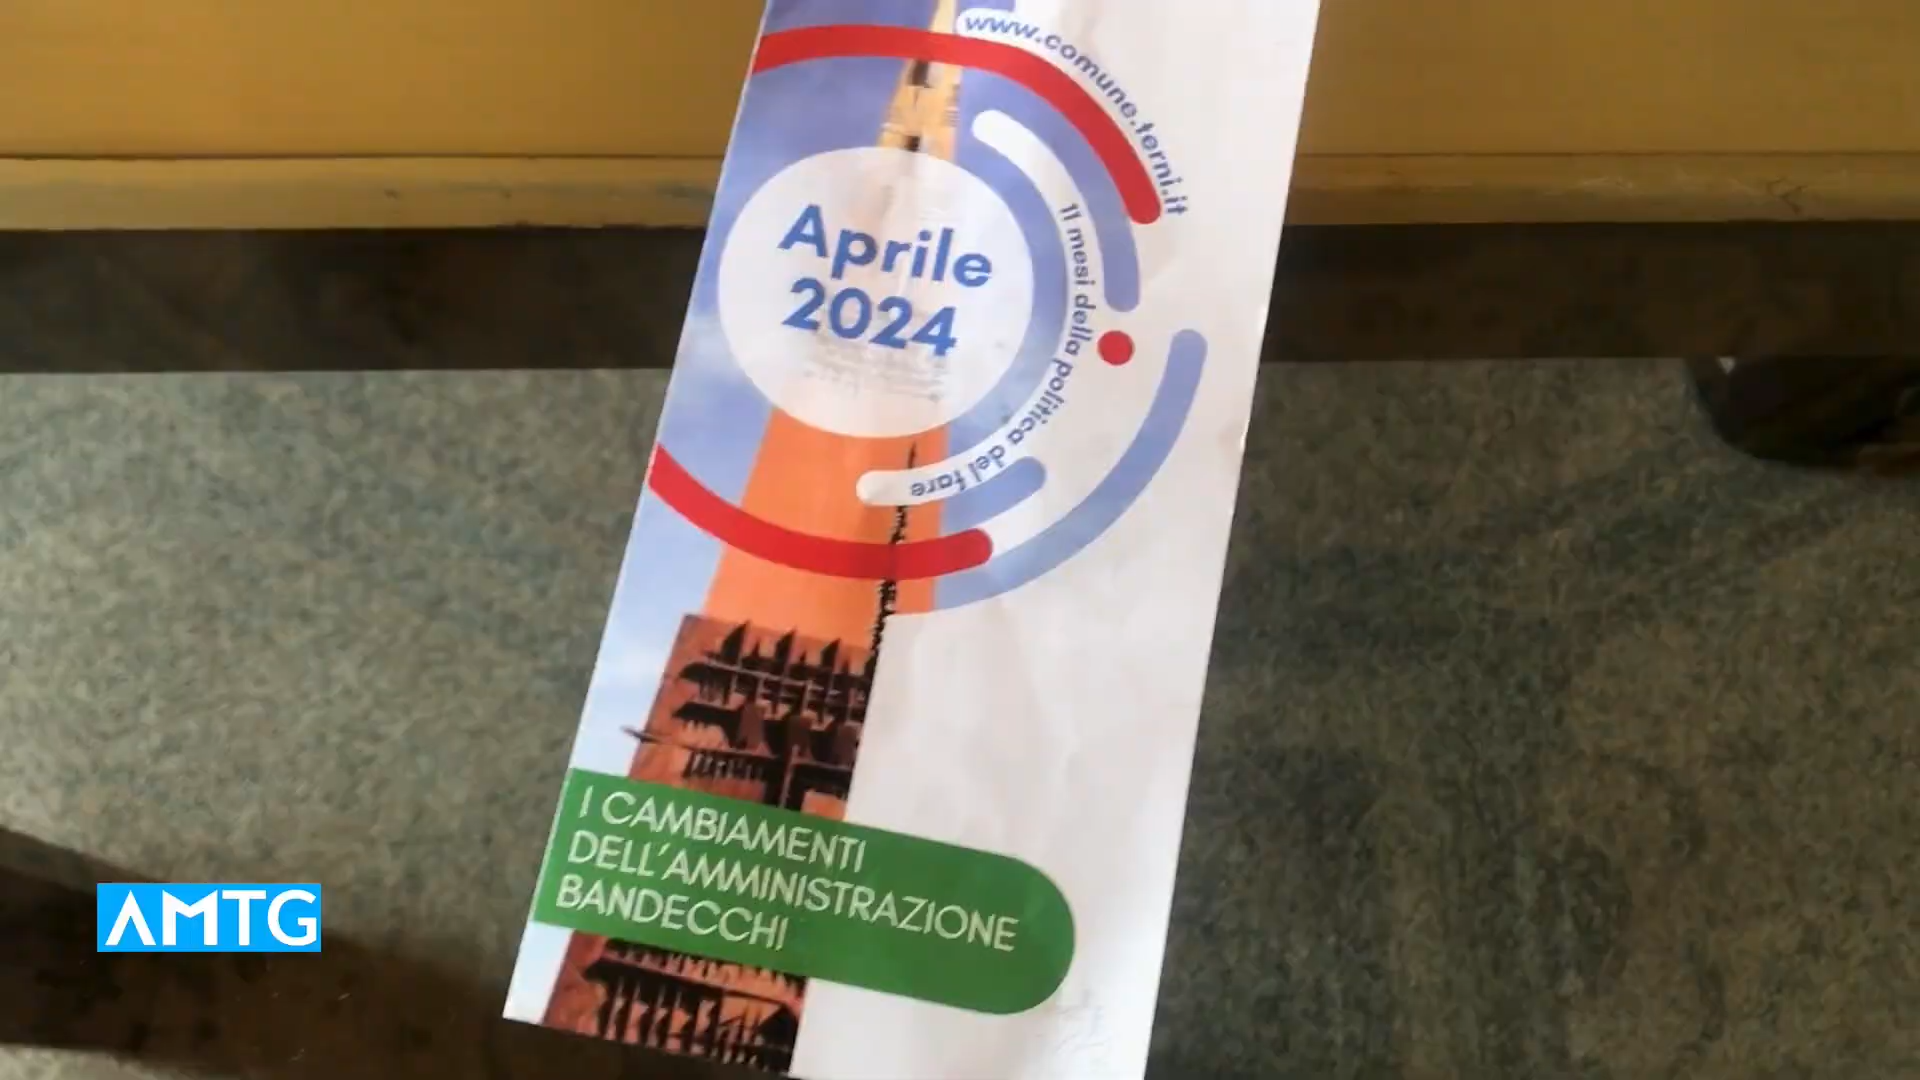 www.comune.terni.it
11 mesi della politica del fare
Aprile
2024
I CAMBIAMENTI
DELL'AMMINISTRAZIONE
BANDECCHI
AMTG